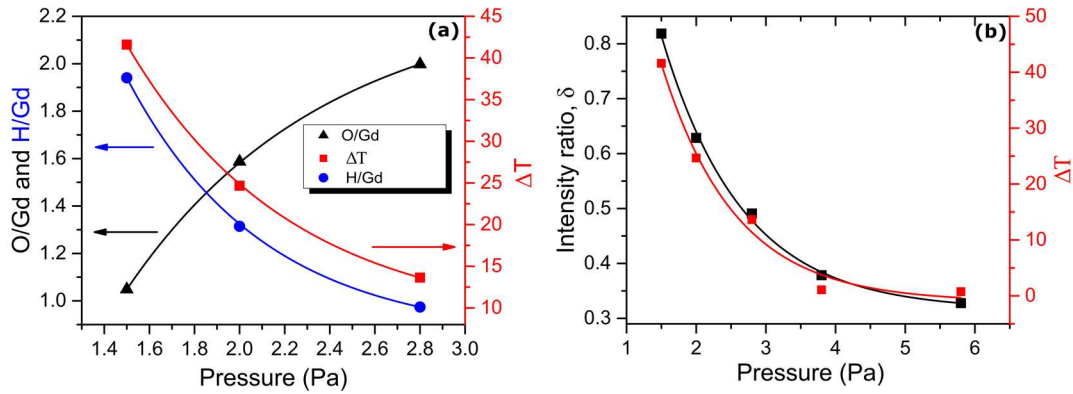 (a)
O/Gd and H/Gd
2.2
2.0
1.8
1.6
1.4
1.2
1.0
45
40
35
30
25
20
15
10
ΔT
O/Gd
ΔT
H/Gd
1.4 1.6 1.8 2.0 2.2 2.4 2.6 2.8 3.0
Pressure (Pa)
(b)
Intensity ratio, δ
0.8
0.7
0.6
0.5
0.4
0.3
50
40
30
20
10
0
ΔT
1 2 3 4 5 6
Pressure (Pa)